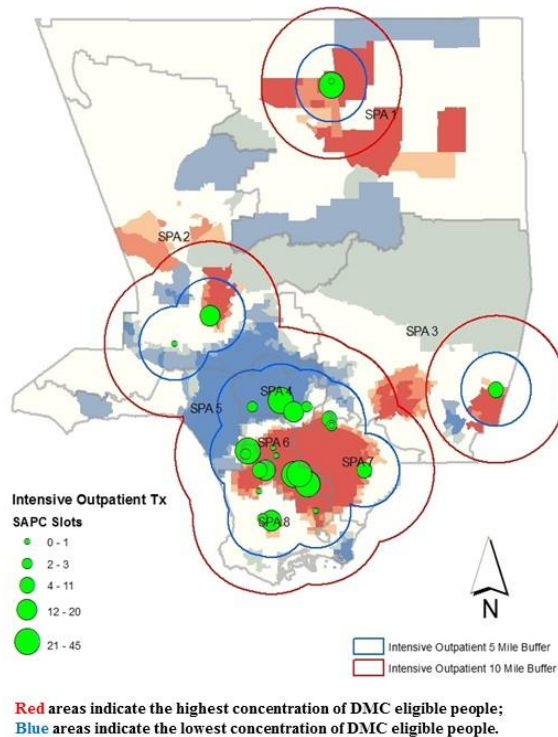 SPA 1
SPA 2
SPA 3
SPA 4
SPA 5
SPA 6
SPA 7
SPA 8
Intensive Outpatient Tx
SAPC Slots
0 - 1
2 - 3
4 - 11
12 - 20
21 - 45
N
Intensive Outpatient 5 Mile Buffer
Intensive Outpatient 10 Mile Buffer
Red areas indicate the highest concentration of DMC eligible people;
Blue areas indicate the lowest concentration of DMC eligible people.